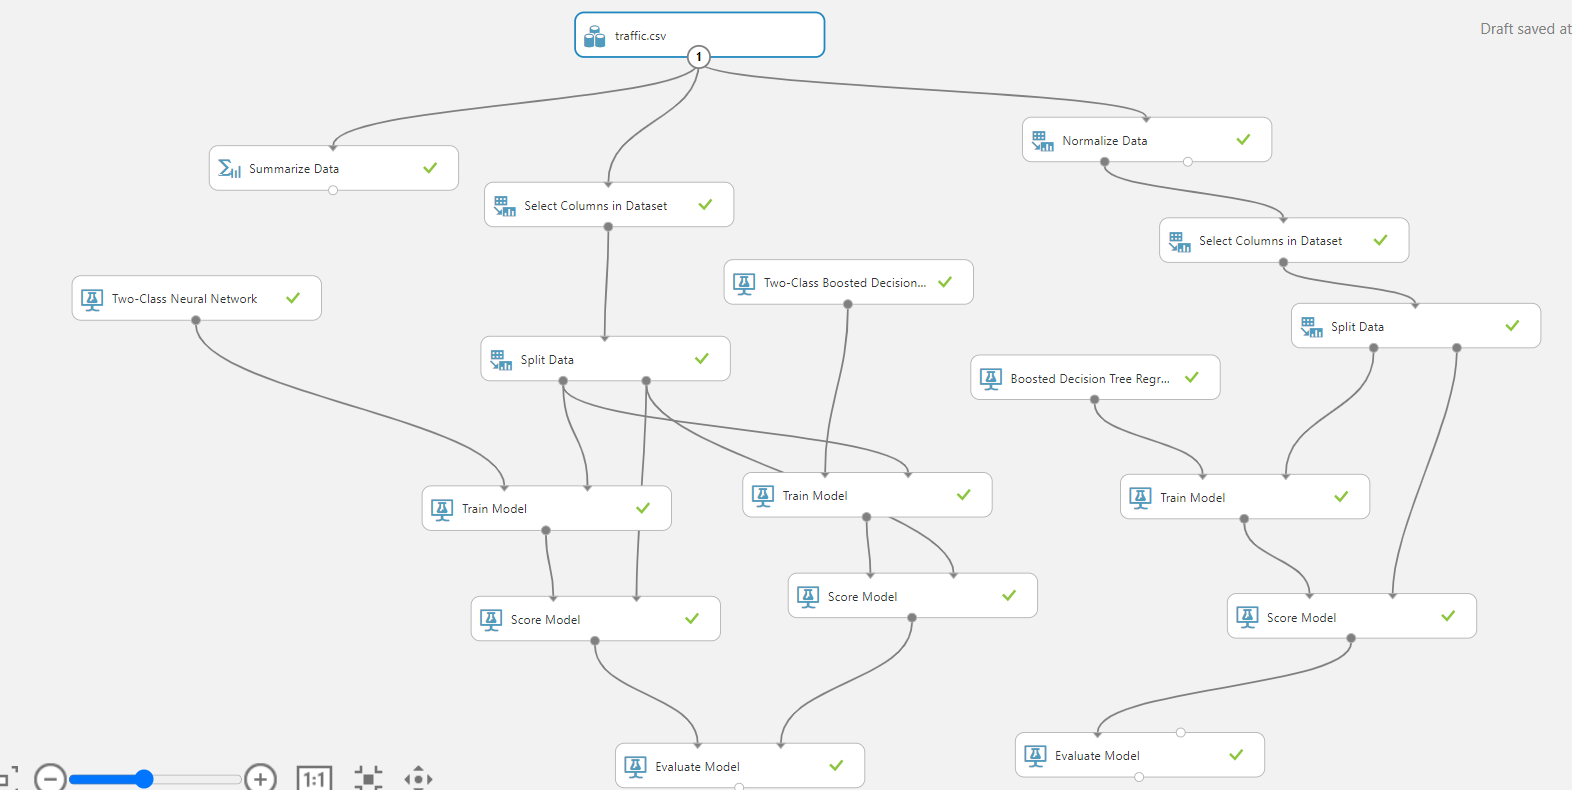 traffic.csv
Draft saved at
1
Normalize Data
Summarize Data
Select Columns in Dataset
Select Columns in Dataset
Two-Class Neural Network
Two-Class Boosted Decision...
Split Data
Split Data
Boosted Decision Tree Regr...
Train Model
Train Model
Train Model
Score Model
Score Model
Score Model
Evaluate Model
Evaluate Model
1:1